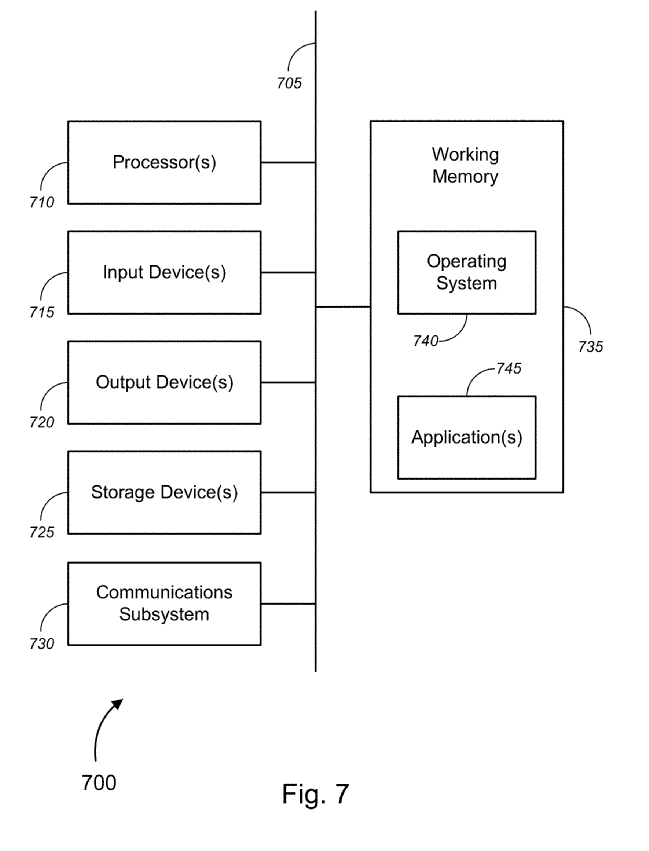 705
Processor(s)
710
Input Device(s)
715
Output Device(s)
720
Storage Device(s)
725
Communications
Subsystem
730
Working
Memory
Operating
System
740
735
745
Application(s)
700
Fig. 7